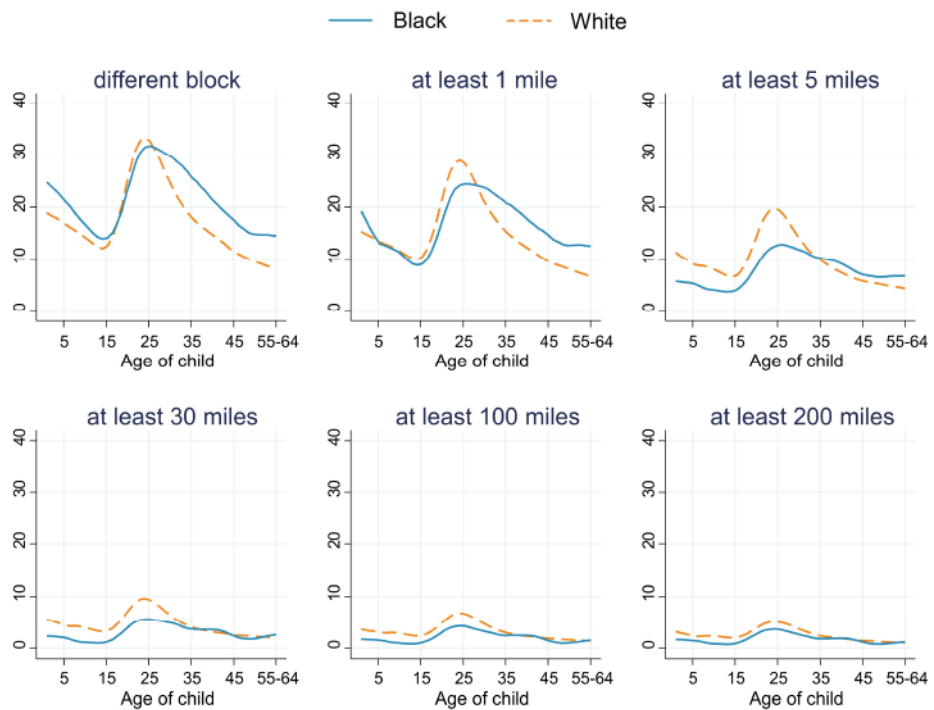 Black White
different block
at least 1 mile
at least 5 miles
40
30
20
10
0
5 15 25 35 45 55-64
Age of child
40
30
20
10
0
5 15 25 35 45 55-64
Age of child
40
30
20
10
0
5 15 25 35 45 55-64
Age of child
at least 30 miles
at least 100 miles
at least 200 miles
40
30
20
10
0
5 15 25 35 45 55-64
Age of child
40
30
20
10
0
5 15 25 35 45 55-64
Age of child
40
30
20
10
0
5 15 25 35 45 55-64
Age of child